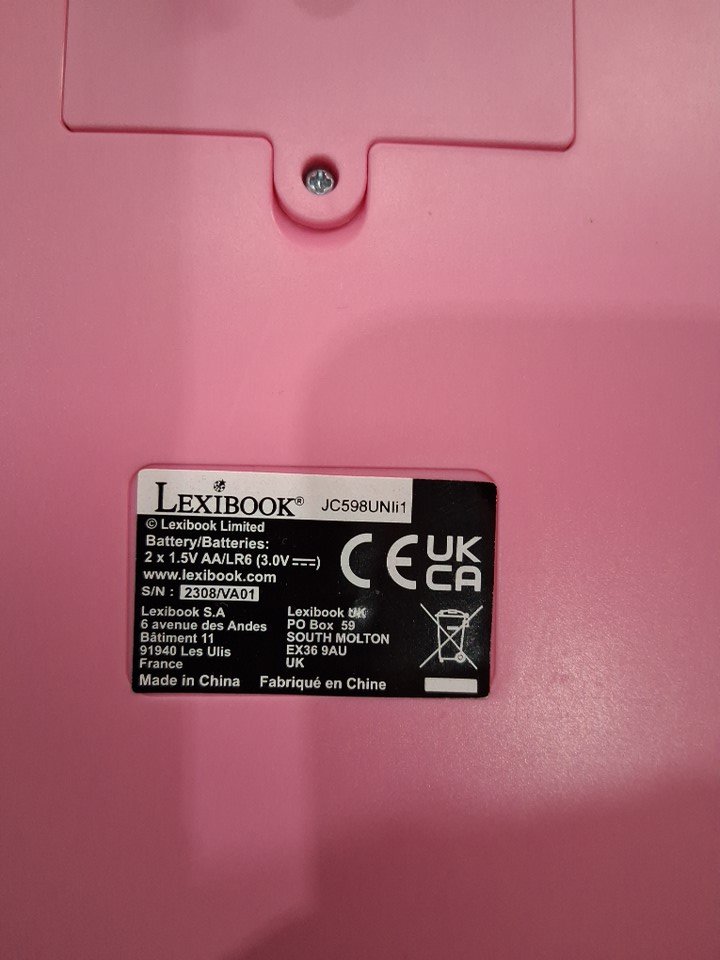 LEXIBOOK® JC598UNIi1
© Lexibook Limited
Battery/Batteries:
2 x 1.5V AA/LR6 (3.0V ⎓)
www.lexibook.com
CE UK
CA
S/N : 2308/VA01
Lexibook S.A
6 avenue des Andes
Bâtiment 11
91940 Les Ulis
France
Lexibook UK
PO Box 59
SOUTH MOLTON
EX36 9AU
UK
Made in China Fabriqué en Chine